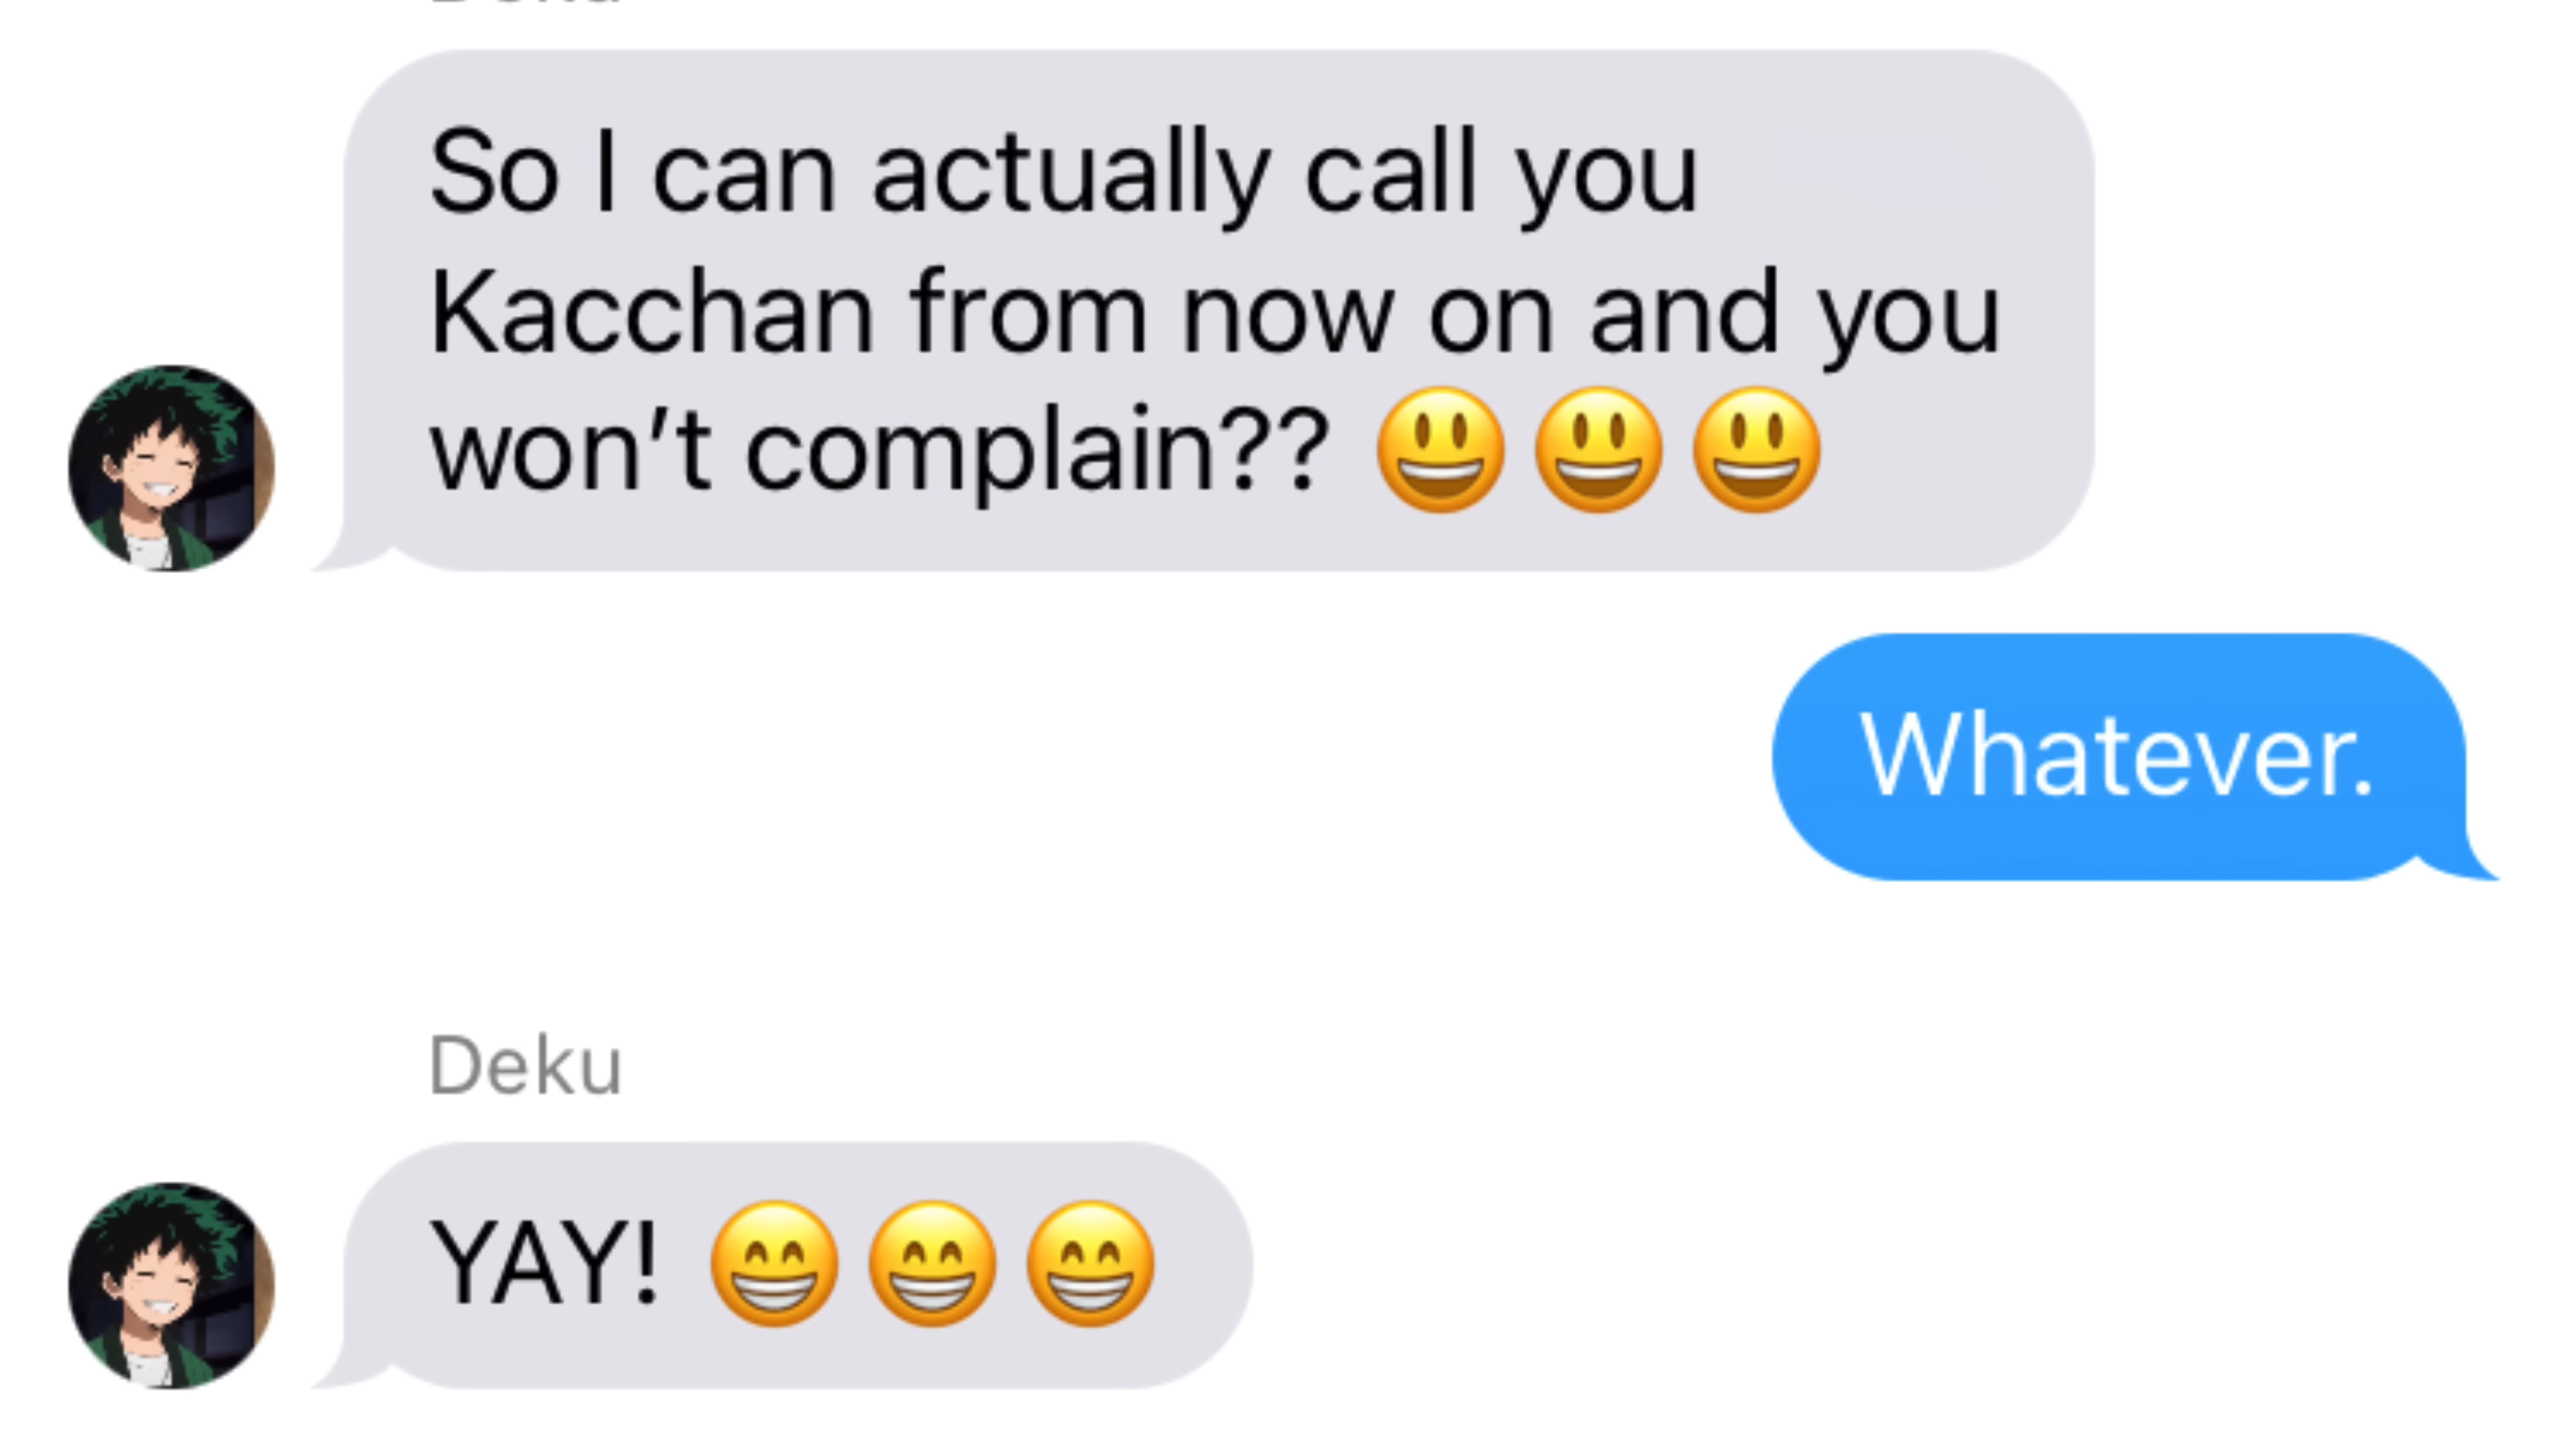 So I can actually call you
Kacchan from now on and you
won’t complain?? 😃😃😃
Whatever.
Deku
YAY! 😁😁😁